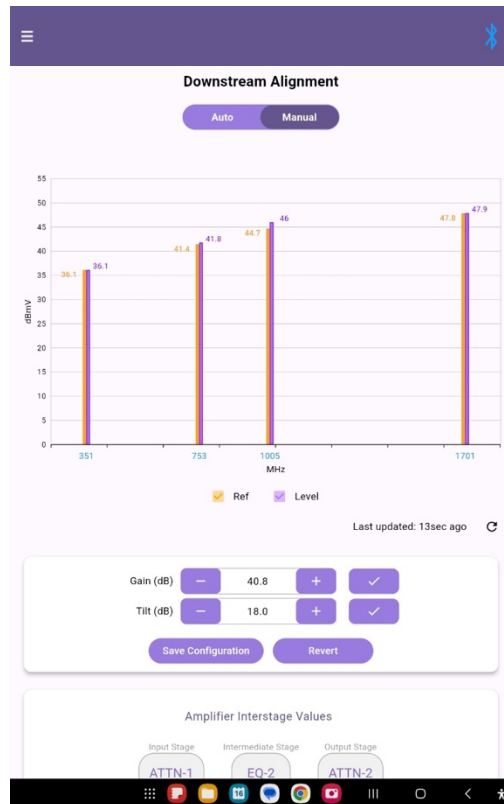 Downstream Alignment
Auto Manual
55
50
45
40
35
30
25
20
15
10
5
0
dBmV
36.1 36.1
41.4 41.8
44.7 46
47.8 47.9
351 753 1005 1701
MHz
Ref Level
Last updated: 13sec ago
Gain (dB) − 40.8 +
Tilt (dB) − 18.0 +
Save Configuration Revert
Amplifier Interstage Values
Input Stage Intermediate Stage Output Stage
ATTN-1 EQ-2 ATTN-2
16